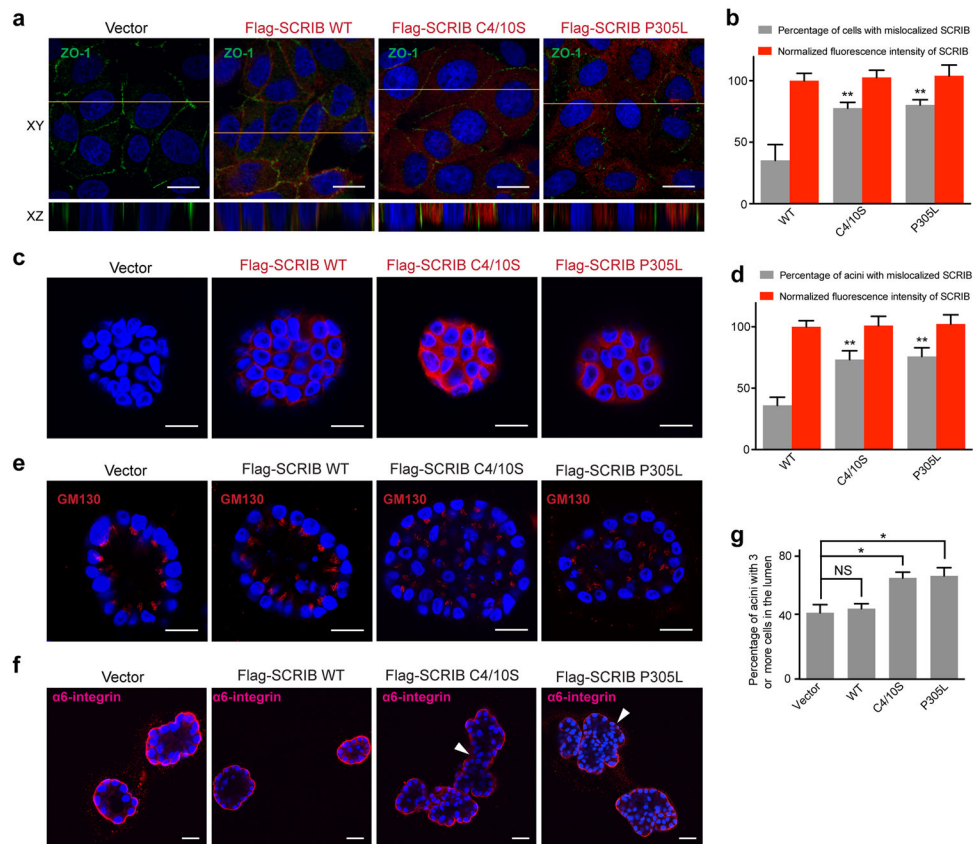 a
Vector
Flag-SCRIB WT
Flag-SCRIB C4/10S
Flag-SCRIB P305L
XY
ZO-1
ZO-1
ZO-1
ZO-1
XZ
b
Percentage of cells with mislocalized SCRIB
Normalized fluorescence intensity of SCRIB
100
50
0
**
**
WT
C4/10S
P305L
c
Vector
Flag-SCRIB WT
Flag-SCRIB C4/10S
Flag-SCRIB P305L
d
Percentage of acini with mislocalized SCRIB
Normalized fluorescence intensity of SCRIB
100
50
0
**
**
WT
C4/10S
P305L
e
Vector
Flag-SCRIB WT
Flag-SCRIB C4/10S
Flag-SCRIB P305L
GM130
GM130
GM130
GM130
f
Vector
Flag-SCRIB WT
Flag-SCRIB C4/10S
Flag-SCRIB P305L
α6-integrin
α6-integrin
α6-integrin
α6-integrin
g
Percentage of acini with 3
or more cells in the lumen
80
40
0
*
*
NS
Vector
WT
C4/10S
P305L